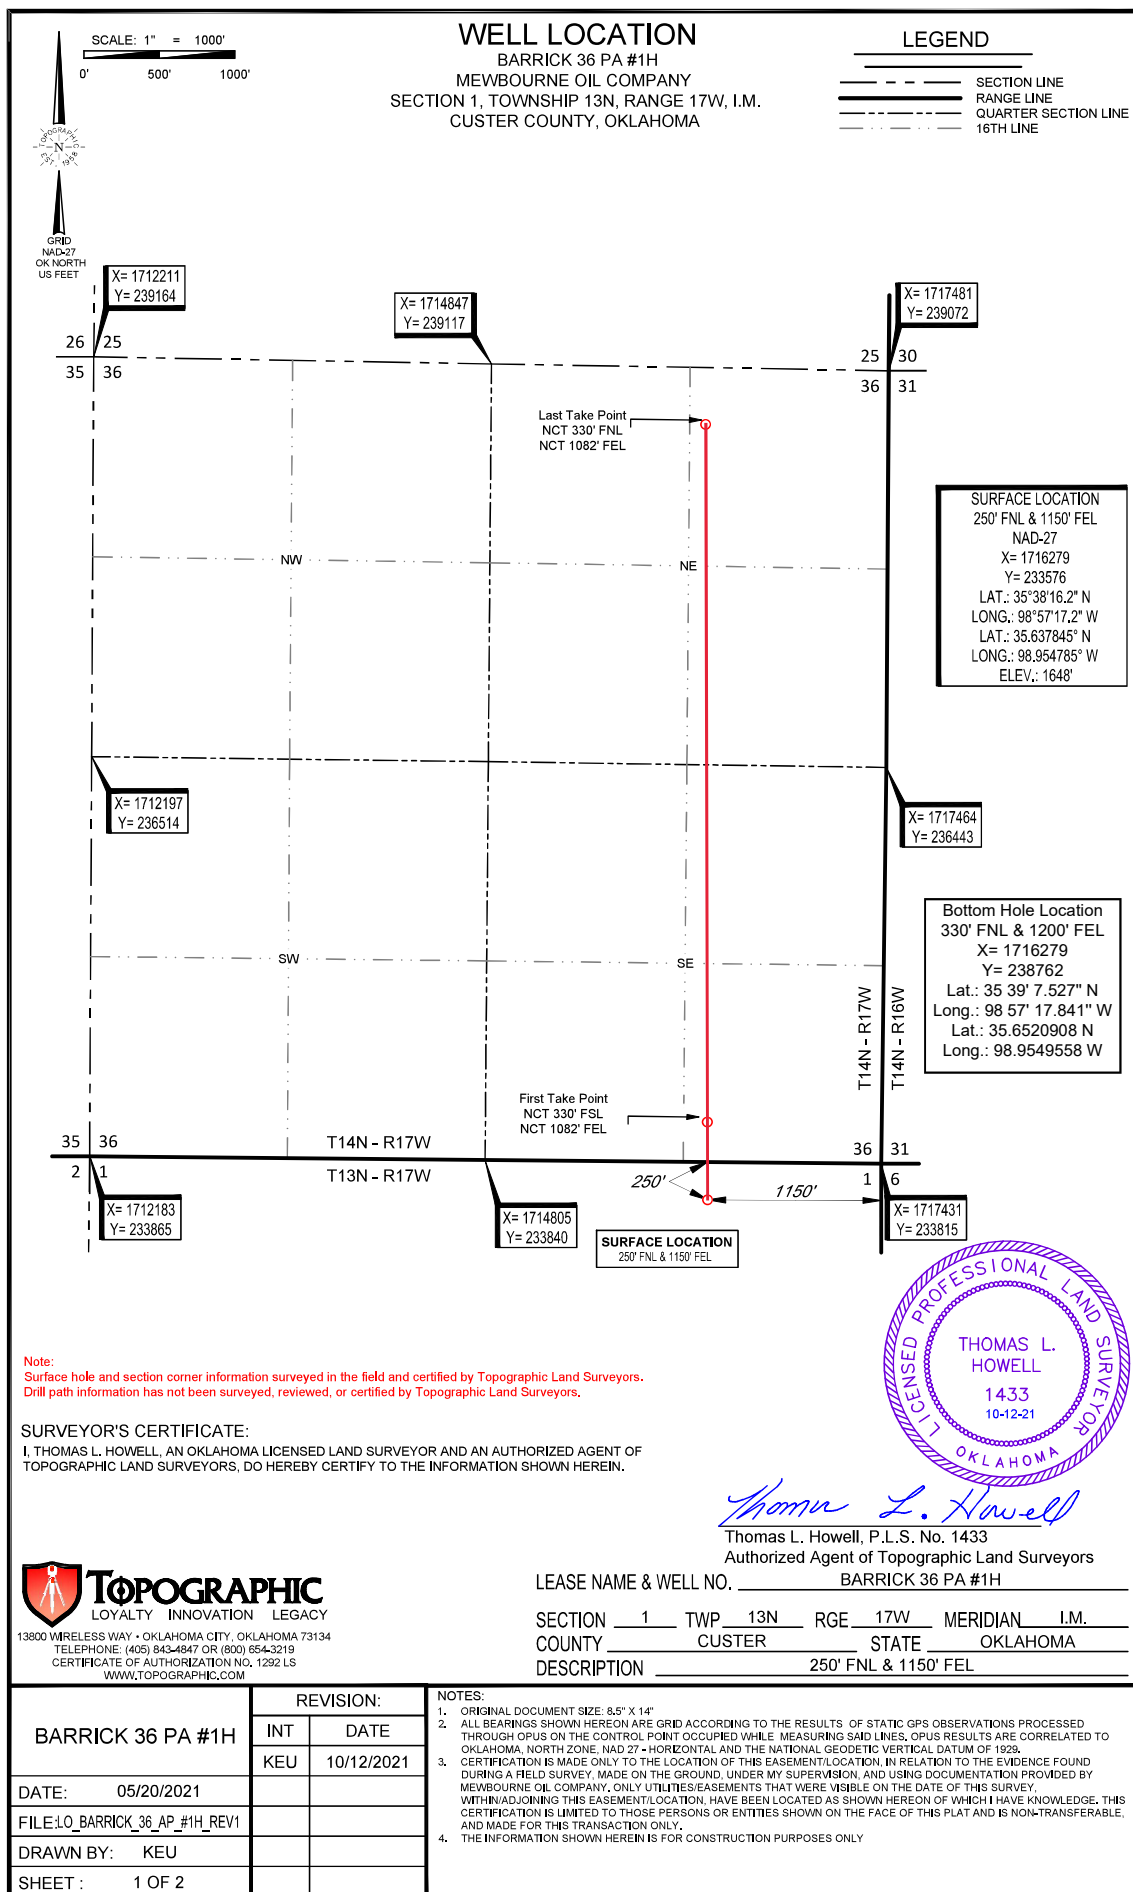 WELL LOCATION
BARRICK 36 PA #1H
MEWBOURNE OIL COMPANY
SECTION 1, TOWNSHIP 13N, RANGE 17W, I.M.
CUSTER COUNTY, OKLAHOMA
SCALE: 1" = 1000'
0' 500' 1000'
LEGEND
SECTION LINE
RANGE LINE
QUARTER SECTION LINE
16TH LINE
TOPOGRAPHIC
N
EST. 1958
GRID
NAD-27
OK NORTH
US FEET
X= 1712211
Y= 239164
X= 1714847
Y= 239117
X= 1717481
Y= 239072
26 25
35 36
25 30
36 31
Last Take Point
NCT 330' FNL
NCT 1082' FEL
SURFACE LOCATION
250' FNL & 1150' FEL
NAD-27
X= 1716279
Y= 233576
LAT.: 35°38'16.2" N
LONG.: 98°57'17.2" W
LAT.: 35.637845° N
LONG.: 98.954785° W
ELEV.: 1648'
NW
NE
X= 1712197
Y= 236514
X= 1717464
Y= 236443
Bottom Hole Location
330' FNL & 1200' FEL
X= 1716279
Y= 238762
Lat.: 35 39' 7.527" N
Long.: 98 57' 17.841" W
Lat.: 35.6520908 N
Long.: 98.9549558 W
SW
SE
T14N - R17W
T14N - R16W
First Take Point
NCT 330' FSL
NCT 1082' FEL
35 36
2 1
T14N - R17W
T13N - R17W
36 31
1 6
250'
1150'
X= 1712183
Y= 233865
X= 1714805
Y= 233840
X= 1717431
Y= 233815
SURFACE LOCATION
250' FNL & 1150' FEL
LICENSED PROFESSIONAL LAND SURVEYOR
THOMAS L.
HOWELL
1433
10-12-21
OKLAHOMA
Note:
Surface hole and section corner information surveyed in the field and certified by Topographic Land Surveyors.
Drill path information has not been surveyed, reviewed, or certified by Topographic Land Surveyors.
SURVEYOR'S CERTIFICATE:
I, THOMAS L. HOWELL, AN OKLAHOMA LICENSED LAND SURVEYOR AND AN AUTHORIZED AGENT OF
TOPOGRAPHIC LAND SURVEYORS, DO HEREBY CERTIFY TO THE INFORMATION SHOWN HEREIN.
Thomas L. Howell
Thomas L. Howell, P.L.S. No. 1433
Authorized Agent of Topographic Land Surveyors
TOPOGRAPHIC
LOYALTY INNOVATION LEGACY
13800 WIRELESS WAY • OKLAHOMA CITY, OKLAHOMA 73134
TELEPHONE: (405) 843-4847 OR (800) 654-3219
CERTIFICATE OF AUTHORIZATION NO. 1292 LS
WWW.TOPOGRAPHIC.COM
LEASE NAME & WELL NO. BARRICK 36 PA #1H
SECTION 1 TWP 13N RGE 17W MERIDIAN I.M.
COUNTY CUSTER STATE OKLAHOMA
DESCRIPTION 250' FNL & 1150' FEL
BARRICK 36 PA #1H
REVISION:
INT DATE
KEU 10/12/2021
DATE: 05/20/2021
FILE:LO_BARRICK_36_AP_#1H_REV1
DRAWN BY: KEU
SHEET : 1 OF 2
NOTES:
1. ORIGINAL DOCUMENT SIZE: 8.5" X 14"
2. ALL BEARINGS SHOWN HEREON ARE GRID ACCORDING TO THE RESULTS OF STATIC GPS OBSERVATIONS PROCESSED
THROUGH OPUS ON THE CONTROL POINT OCCUPIED WHILE MEASURING SAID LINES. OPUS RESULTS ARE CORRELATED TO
OKLAHOMA, NORTH ZONE, NAD 27 - HORIZONTAL AND THE NATIONAL GEODETIC VERTICAL DATUM OF 1929.
3. CERTIFICATION IS MADE ONLY TO THE LOCATION OF THIS EASEMENT/LOCATION, IN RELATION TO THE EVIDENCE FOUND
DURING A FIELD SURVEY, MADE ON THE GROUND, UNDER MY SUPERVISION, AND USING DOCUMENTATION PROVIDED BY
MEWBOURNE OIL COMPANY. ONLY UTILITIES/EASEMENTS THAT WERE VISIBLE ON THE DATE OF THIS SURVEY,
WITHIN/ADJOINING THIS EASEMENT/LOCATION, HAVE BEEN LOCATED AS SHOWN HEREON OF WHICH I HAVE KNOWLEDGE. THIS
CERTIFICATION IS LIMITED TO THOSE PERSONS OR ENTITIES SHOWN ON THE FACE OF THIS PLAT AND IS NON-TRANSFERABLE,
AND MADE FOR THIS TRANSACTION ONLY.
4. THE INFORMATION SHOWN HEREIN IS FOR CONSTRUCTION PURPOSES ONLY